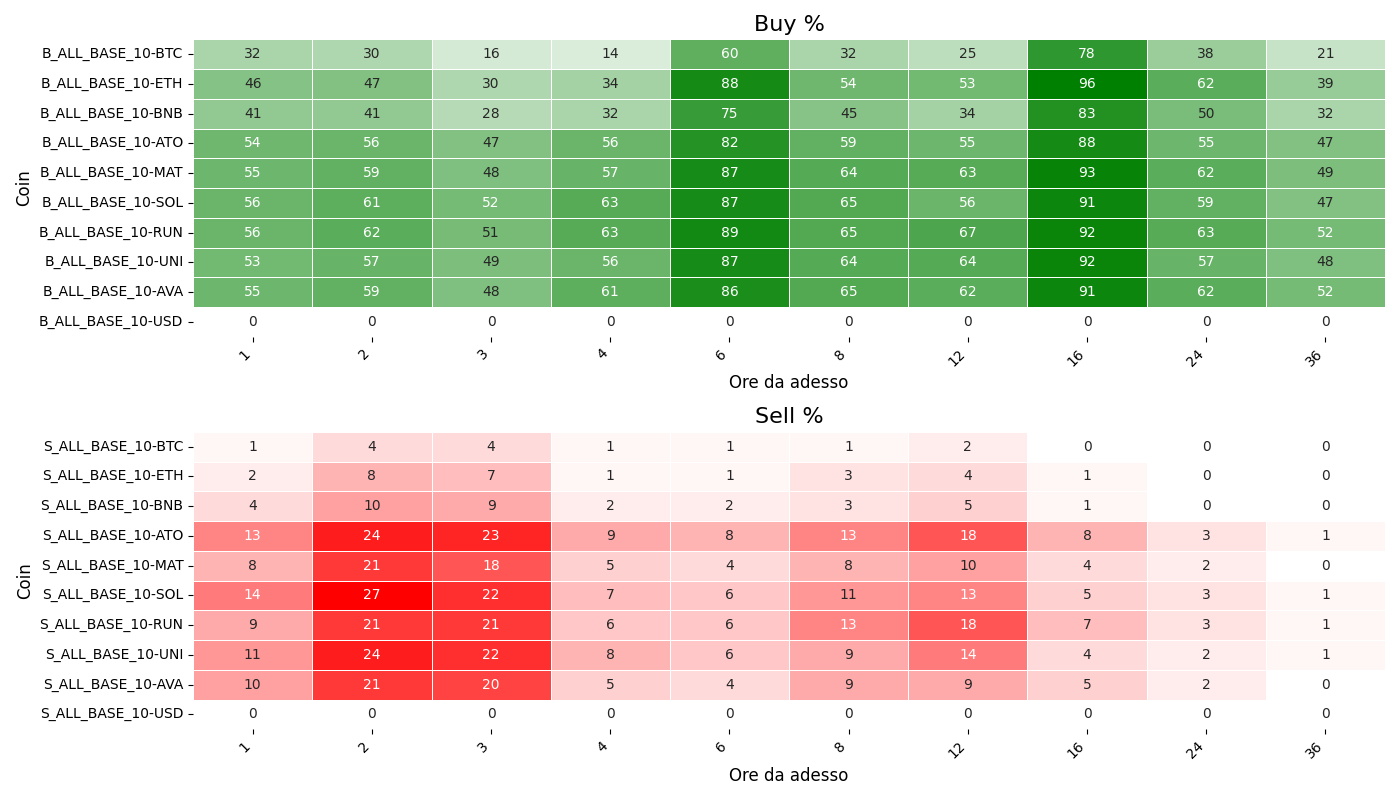 Buy %
Coin
B_ALL_BASE_10-BTC 32 30 16 14 60 32 25 78 38 21
B_ALL_BASE_10-ETH 46 47 30 34 88 54 53 96 62 39
B_ALL_BASE_10-BNB 41 41 28 32 75 45 34 83 50 32
B_ALL_BASE_10-ATO 54 56 47 56 82 59 55 88 55 47
B_ALL_BASE_10-MAT 55 59 48 57 87 64 63 93 62 49
B_ALL_BASE_10-SOL 56 61 52 63 87 65 56 91 59 47
B_ALL_BASE_10-RUN 56 62 51 63 89 65 67 92 63 52
B_ALL_BASE_10-UNI 53 57 49 56 87 64 64 92 57 48
B_ALL_BASE_10-AVA 55 59 48 61 86 65 62 91 62 52
B_ALL_BASE_10-USD 0 0 0 0 0 0 0 0 0 0
1 2 3 4 6 8 12 16 24 36
Ore da adesso
Sell %
Coin
S_ALL_BASE_10-BTC 1 4 4 1 1 1 2 0 0 0
S_ALL_BASE_10-ETH 2 8 7 1 1 3 4 1 0 0
S_ALL_BASE_10-BNB 4 10 9 2 2 3 5 1 0 0
S_ALL_BASE_10-ATO 13 24 23 9 8 13 18 8 3 1
S_ALL_BASE_10-MAT 8 21 18 5 4 8 10 4 2 0
S_ALL_BASE_10-SOL 14 27 22 7 6 11 13 5 3 1
S_ALL_BASE_10-RUN 9 21 21 6 6 13 18 7 3 1
S_ALL_BASE_10-UNI 11 24 22 8 6 9 14 4 2 1
S_ALL_BASE_10-AVA 10 21 20 5 4 9 9 5 2 0
S_ALL_BASE_10-USD 0 0 0 0 0 0 0 0 0 0
1 2 3 4 6 8 12 16 24 36
Ore da adesso